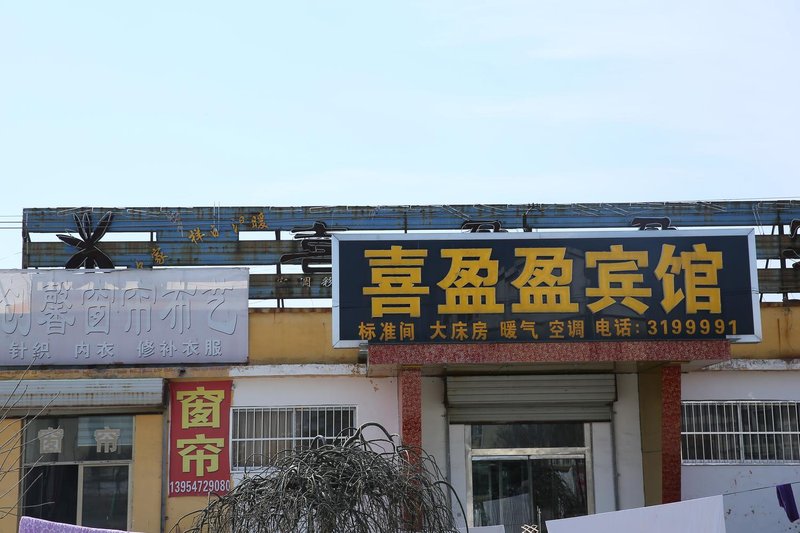 喜盈盈宾馆
标准间 大床房 暖气 空调 电话:3199991
创馨窗帘布艺
针织 内衣 修补衣服
窗帘
13954729080
窗 帘